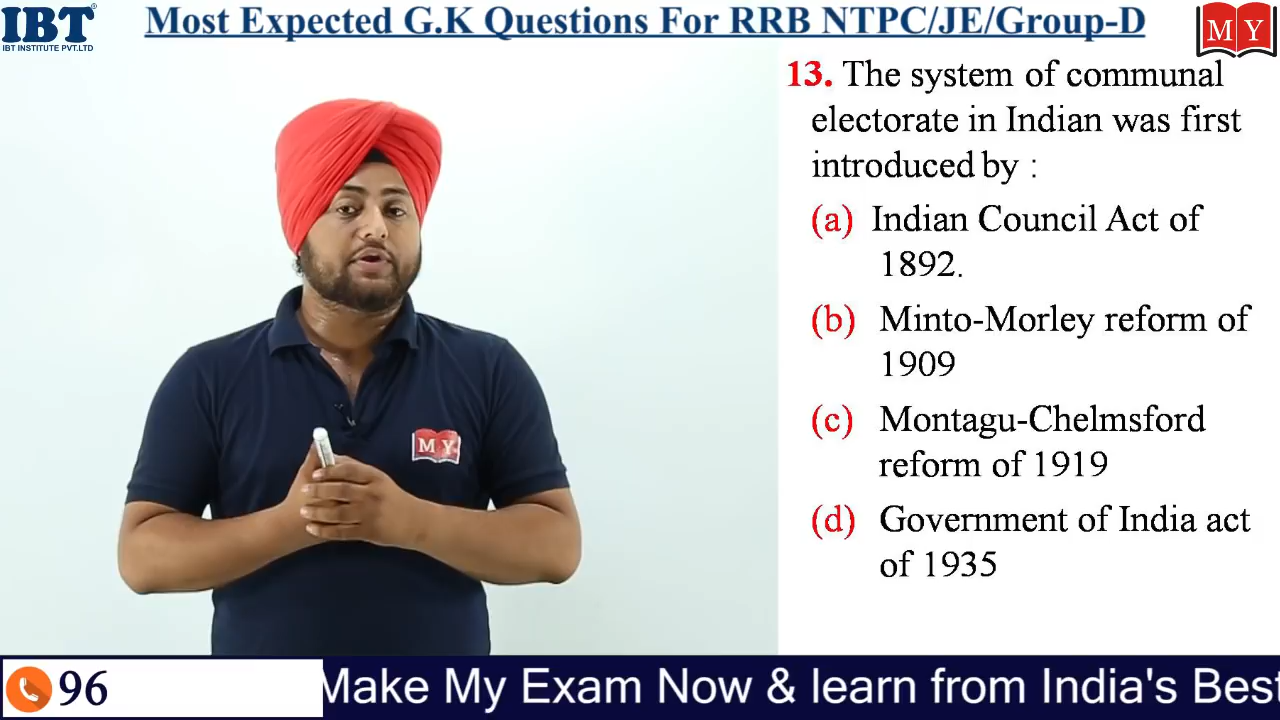 IBT
IBT INSTITUTE PVT.LTD
Most Expected G.K Questions For RRB NTPC/JE/Group-D
MY
13. The system of communal
electorate in Indian was first
introduced by :
(a) Indian Council Act of
1892.
(b) Minto-Morley reform of
1909
(c) Montagu-Chelmsford
reform of 1919
(d) Government of India act
of 1935
MY
96
Make My Exam Now & learn from India's Best